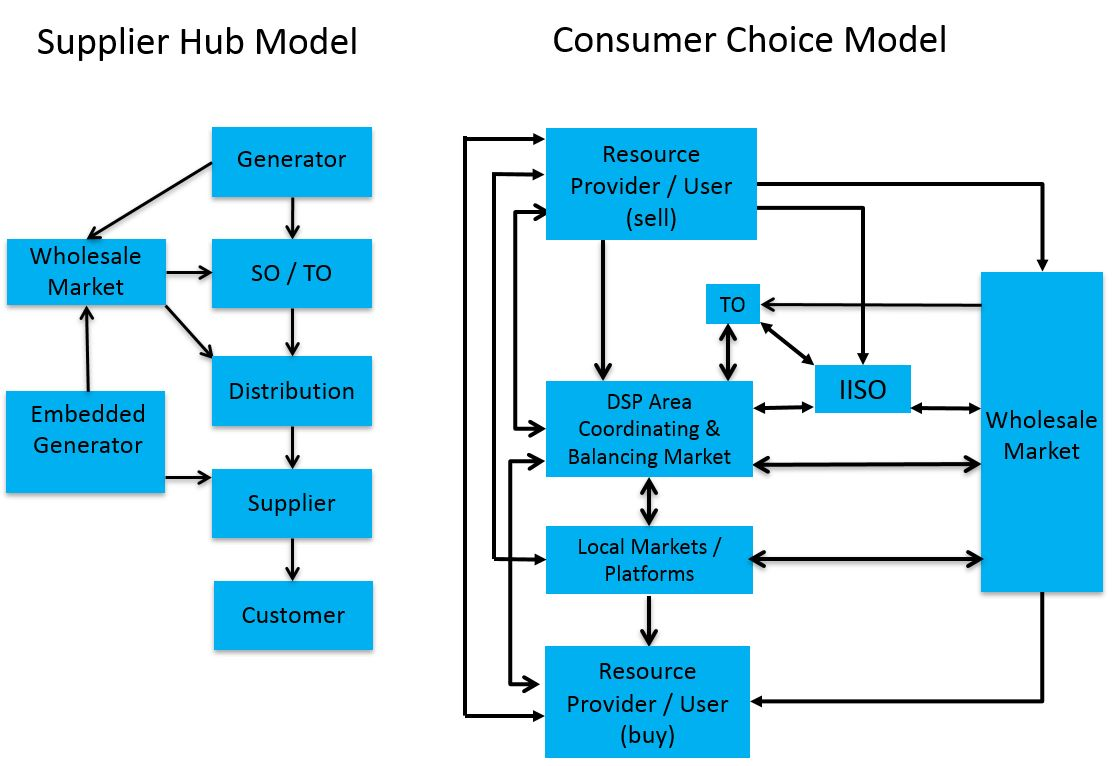 Supplier Hub Model
Generator
Wholesale
Market
SO / TO
Distribution
Embedded
Generator
Supplier
Customer
Consumer Choice Model
Resource
Provider / User
(sell)
TO
IISO
DSP Area
Coordinating &
Balancing Market
Wholesale
Market
Local Markets /
Platforms
Resource
Provider / User
(buy)